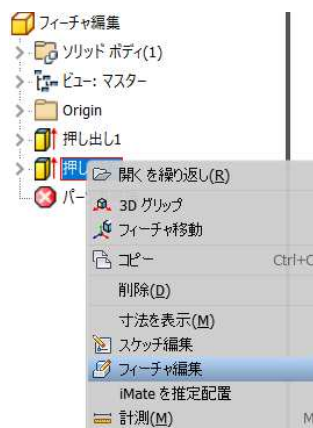 フィーチャ編集
ソリッド ボディ(1)
ビュー: マスター
Origin
押し出し1
押し
パー
開くを繰り返し(R)
3D グリップ
フィーチャ移動
コピー Ctrl+C
削除(D)
寸法を表示(M)
スケッチ編集
フィーチャ編集
iMate を推定配置
計測(M) M